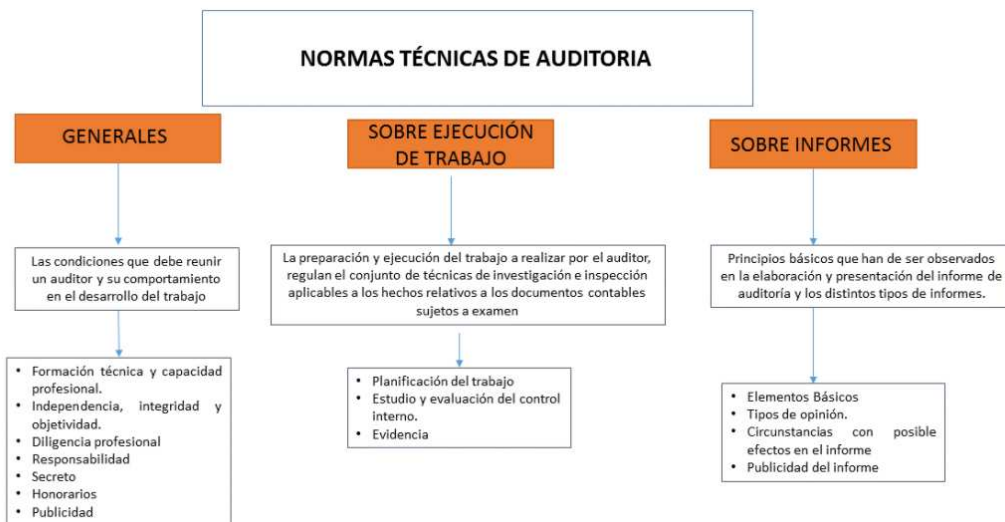 NORMAS TÉCNICAS DE AUDITORIA
GENERALES
Las condiciones que debe reunir
un auditor y su comportamiento
en el desarrollo del trabajo
• Formación técnica y capacidad
profesional.
• Independencia, integridad y
objetividad.
• Diligencia profesional
• Responsabilidad
• Secreto
• Honorarios
• Publicidad
SOBRE EJECUCIÓN
DE TRABAJO
La preparación y ejecución del trabajo a realizar por el auditor,
regulan el conjunto de técnicas de investigación e inspección
aplicables a los hechos relativos a los documentos contables
sujetos a examen
• Planificación del trabajo
• Estudio y evaluación del control
interno.
• Evidencia
SOBRE INFORMES
Principios básicos que han de ser observados
en la elaboración y presentación del informe de
auditoría y los distintos tipos de informes.
• Elementos Básicos
• Tipos de opinión.
• Circunstancias con posible
efectos en el informe
• Publicidad del informe